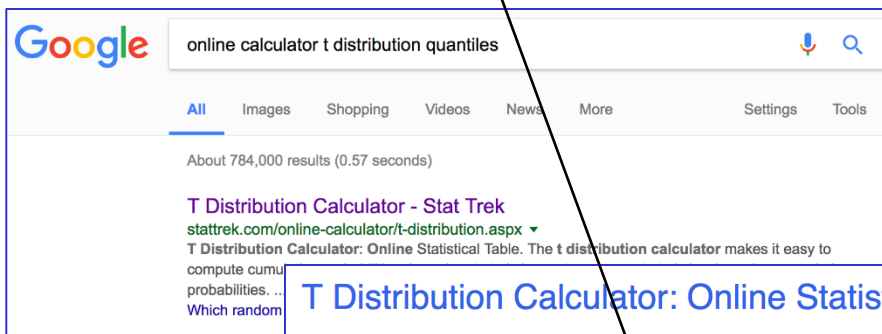 Google
online calculator t distribution quantiles
All Images Shopping Videos News More Settings Tools
About 784,000 results (0.57 seconds)
T Distribution Calculator - Stat Trek
stattrek.com/online-calculator/t-distribution.aspx
T Distribution Calculator: Online Statistical Table. The t distribution calculator makes it easy to
compute cumu
probabilities. ...
Which random
T Distribution Calculator: Online Statis